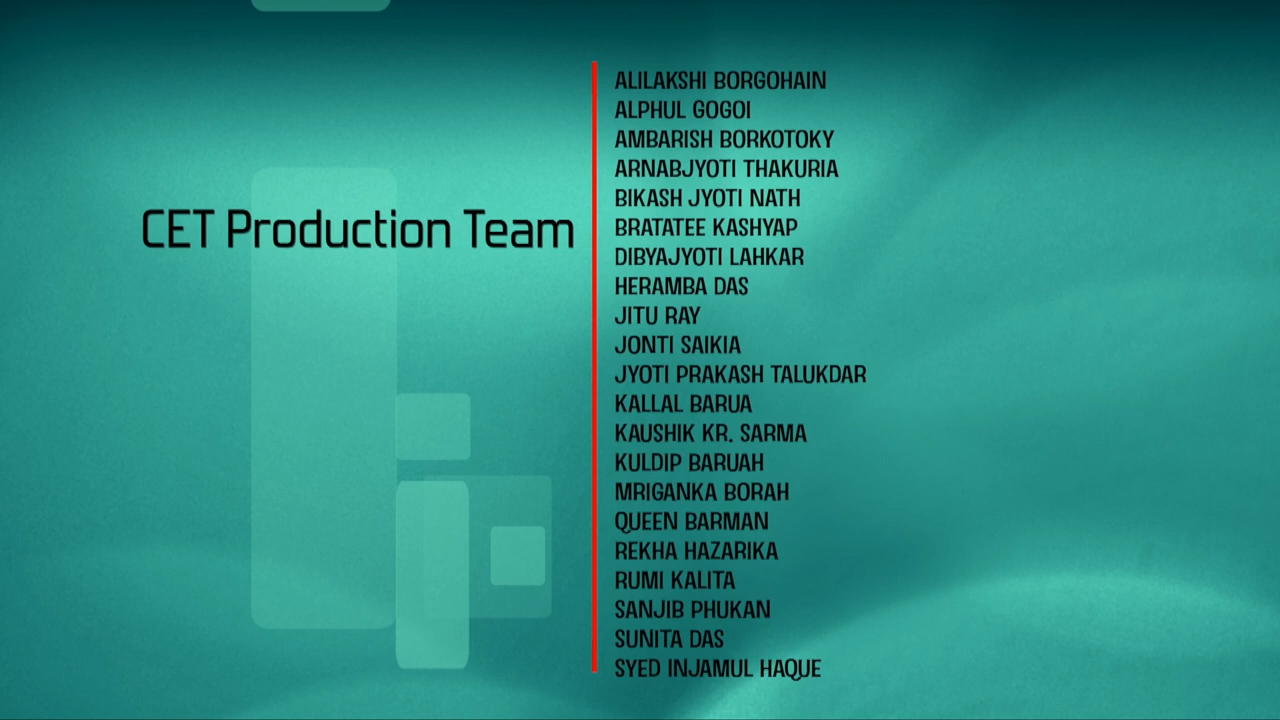 CET Production Team
ALILAKSHI BORGOHAIN
ALPHUL GOGOI
AMBARISH BORKOTOKY
ARNABJYOTI THAKURIA
BIKASH JYOTI NATH
BRATATEE KASHYAP
DIBYAJYOTI LAHKAR
HERAMBA DAS
JITU RAY
JONTI SAIKIA
JYOTI PRAKASH TALUKDAR
KALLAL BARUA
KAUSHIK KR. SARMA
KULDIP BARUAH
MRIGANKA BORAH
QUEEN BARMAN
REKHA HAZARIKA
RUMI KALITA
SANJIB PHUKAN
SUNITA DAS
SYED INJAMUL HAQUE